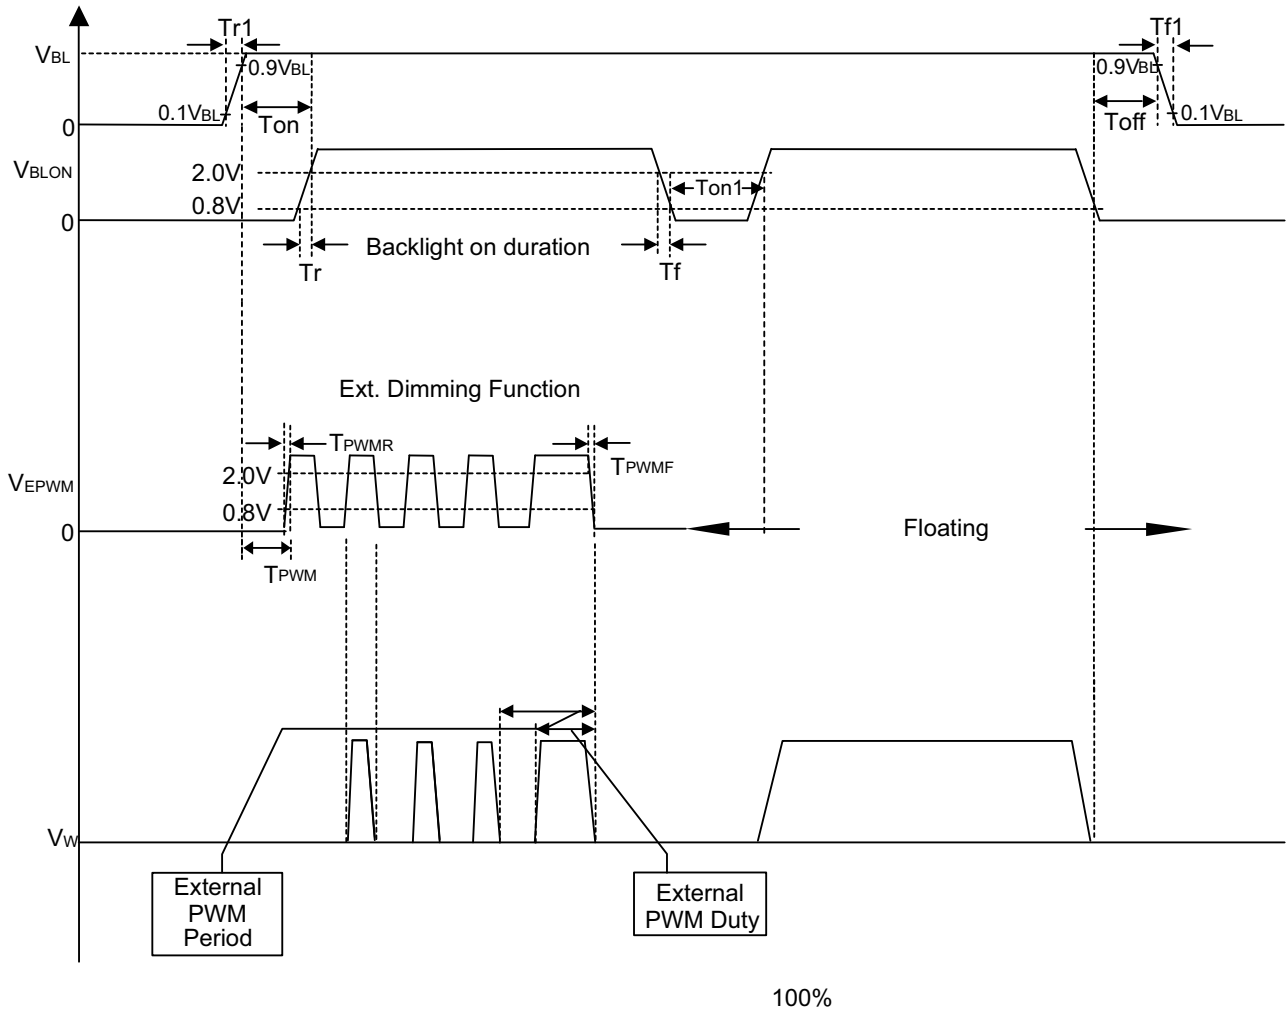 Tr1
Tf1
VBL
0.9VBL
0.9VBL
0.1VBL
0.1VBL
0
Ton
Toff
VBLON
2.0V
Ton1
0.8V
0
Backlight on duration
Tr
Tf
Ext. Dimming Function
TPWMR
TPWMF
VEPWM
2.0V
0.8V
0
Floating
TPWM
VW
External
PWM
Period
External
PWM Duty
100%